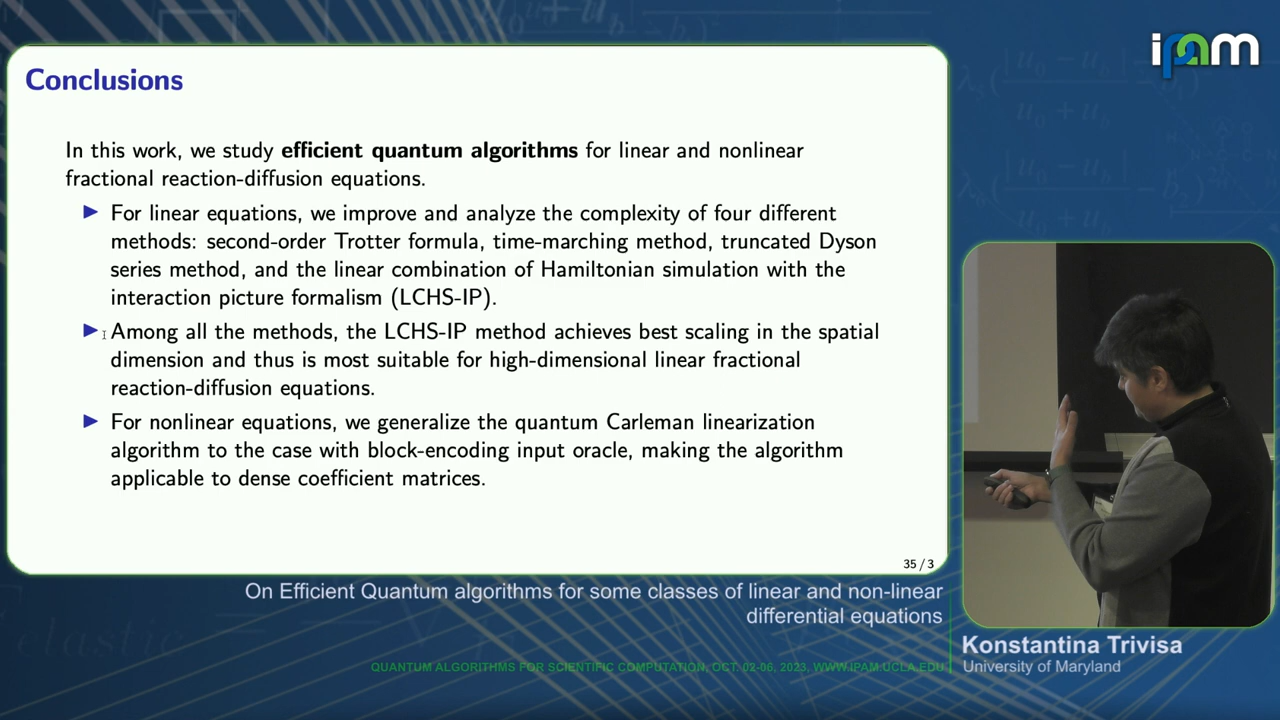 ipam
Conclusions
In this work, we study efficient quantum algorithms for linear and nonlinear
fractional reaction-diffusion equations.
▶ For linear equations, we improve and analyze the complexity of four different
methods: second-order Trotter formula, time-marching method, truncated Dyson
series method, and the linear combination of Hamiltonian simulation with the
interaction picture formalism (LCHS-IP).
▶ Among all the methods, the LCHS-IP method achieves best scaling in the spatial
dimension and thus is most suitable for high-dimensional linear fractional
reaction-diffusion equations.
▶ For nonlinear equations, we generalize the quantum Carleman linearization
algorithm to the case with block-encoding input oracle, making the algorithm
applicable to dense coefficient matrices.
35 / 3
On Efficient Quantum algorithms for some classes of linear and non-linear
differential equations
Konstantina Trivisa
University of Maryland
QUANTUM ALGORITHMS FOR SCIENTIFIC COMPUTATION, OCT. 02-06, 2023, WWW.IPAM.UCLA.EDU
elastic